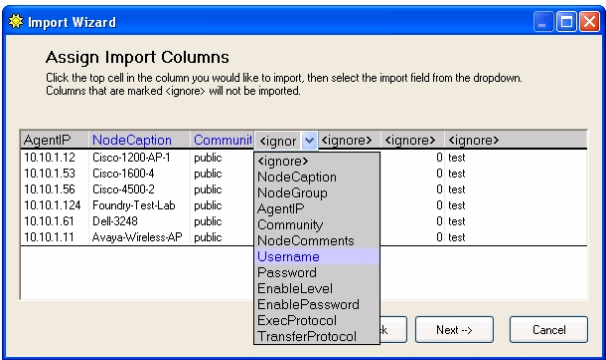 Import Wizard
Assign Import Columns
Click the top cell in the column you would like to import, then select the import field from the dropdown.
Columns that are marked <ignore> will not be imported.
AgentIP NodeCaption Communit <ignor <ignore> <ignore> <ignore>
10.10.1.12 Cisco-1200-AP-1 public 0 test
10.10.1.53 Cisco-1600-4 public 0 test
10.10.1.56 Cisco-4500-2 public 0 test
10.10.1.124 Foundry-Test-Lab public 0 test
10.10.1.61 Dell-3248 public 0 test
10.10.1.11 Avaya-Wireless-AP public 0 test
<ignore>
NodeCaption
NodeGroup
AgentIP
Community
NodeComments
Username
Password
EnableLevel
EnablePassword
ExecProtocol
TransferProtocol
Next --> Cancel